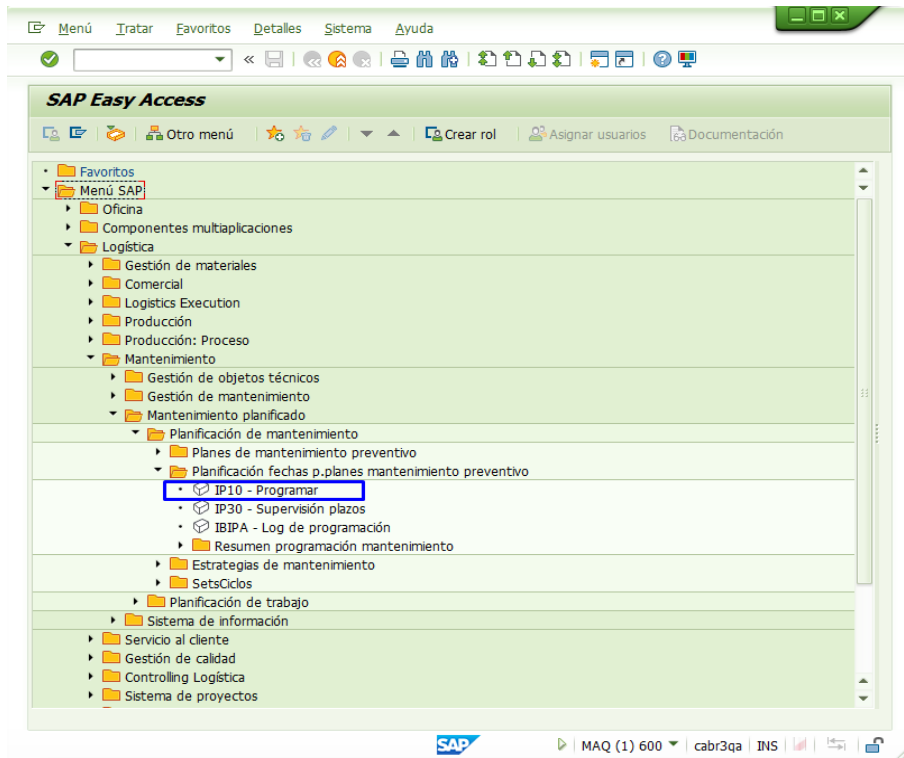 Menú Tratar Favoritos Detalles Sistema Ayuda
SAP Easy Access
Otro menú Crear rol Asignar usuarios Documentación
Favoritos
Menú SAP
Oficina
Componentes multiaplicaciones
Logística
Gestión de materiales
Comercial
Logistics Execution
Producción
Producción: Proceso
Mantenimiento
Gestión de objetos técnicos
Gestión de mantenimiento
Mantenimiento planificado
Planificación de mantenimiento
Planes de mantenimiento preventivo
Planificación fechas p.planes mantenimiento preventivo
IP10 - Programar
IP30 - Supervisión plazos
IBIPA - Log de programación
Resumen programación mantenimiento
Estrategias de mantenimiento
SetsCiclos
Planificación de trabajo
Sistema de información
Servicio al cliente
Gestión de calidad
Controlling Logística
Sistema de proyectos
SAP MAQ (1) 600 cabr3qa INS